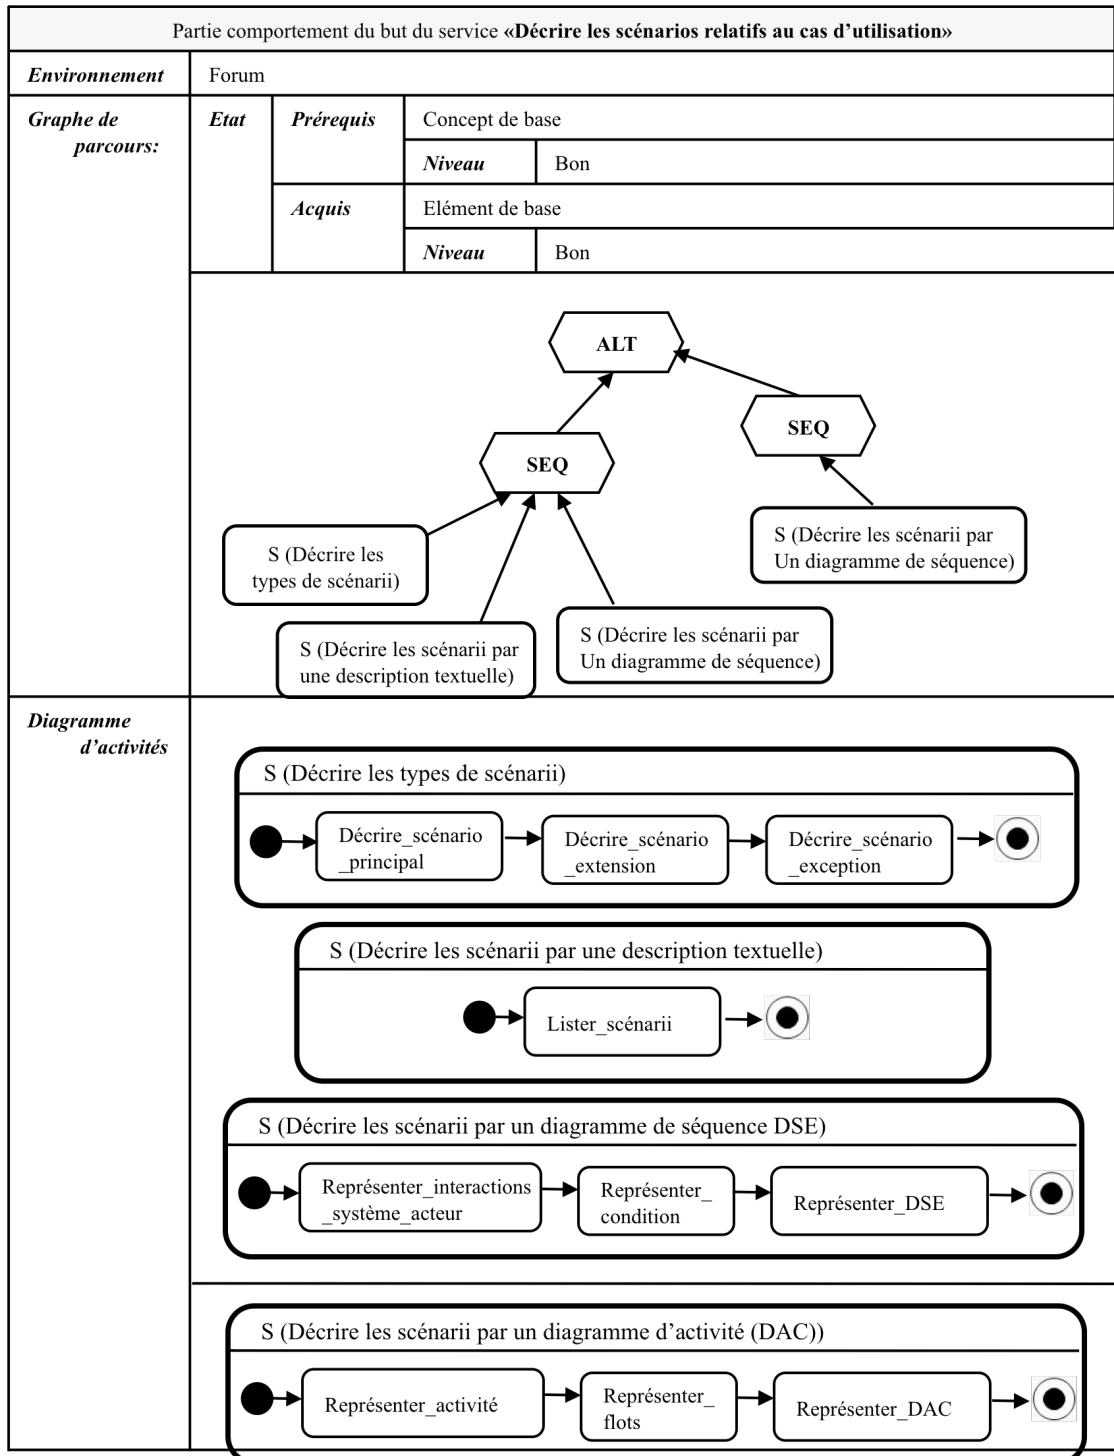 Partie comportement du but du service «Décrire les scénarios relatifs au cas d’utilisation»
Environnement
Forum
Graphe de
parcours:
Etat
Prérequis
Concept de base
Niveau
Bon
Acquis
Elément de base
Niveau
Bon
ALT
SEQ
SEQ
S (Décrire les
types de scénarii)
S (Décrire les scénarii par
une description textuelle)
S (Décrire les scénarii par
Un diagramme de séquence)
S (Décrire les scénarii par
Un diagramme de séquence)
Diagramme
d’activités
S (Décrire les types de scénarii)
Décrire_scénario
_principal
Décrire_scénario
_extension
Décrire_scénario
_exception
S (Décrire les scénarii par une description textuelle)
Lister_scénarii
S (Décrire les scénarii par un diagramme de séquence DSE)
Représenter_interactions
_système_acteur
Représenter_
condition
Représenter_DSE
S (Décrire les scénarii par un diagramme d’activité (DAC))
Représenter_activité
Représenter_
flots
Représenter_DAC